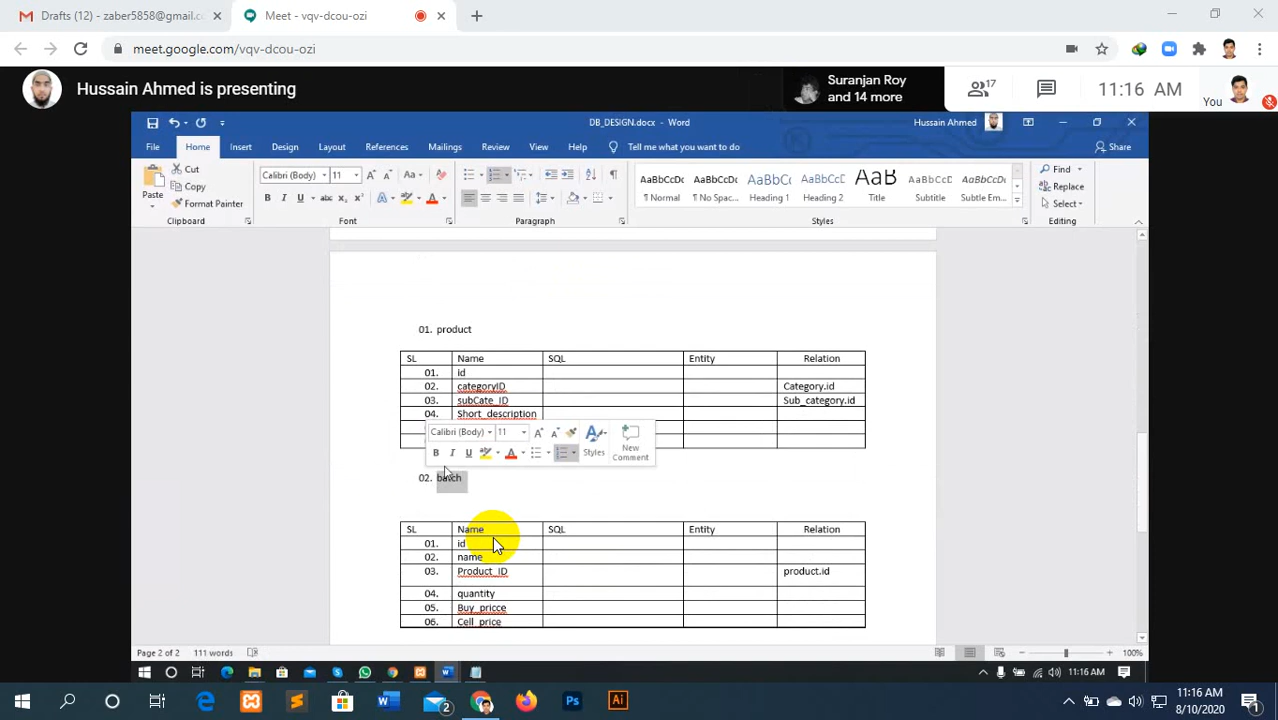 Drafts (12) - zaber5858@gmail.co
Meet - vqv-dcou-ozi
meet.google.com/vqv-dcou-ozi
Hussain Ahmed is presenting
Suranjan Roy
and 14 more
17
11:16 AM
You
DB_DESIGN.docx - Word
Hussain Ahmed
File Home Insert Design Layout References Mailings Review View Help Tell me what you want to do Share
Paste
Cut
Copy
Format Painter
Calibri (Body) 11
AaBbCcDc AaBbCcDc AaBbCc AaBbCcD AaB AaBbCcD AaBbCcDc
¶ Normal ¶ No Spac... Heading 1 Heading 2 Title Subtitle Subtle Em...
Find
Replace
Select
Clipboard Font Paragraph Styles Editing
01. product
SL Name SQL Entity Relation
01. id
02. categoryID Category.id
03. subCate_ID Sub_category.id
04. Short_description
Calibri (Body) 11
Styles
New
Comment
02. batch
SL Name SQL Entity Relation
01. id
02. name
03. Product_ID product.id
04. quantity
05. Buy_pricce
06. Cell_price
Page 2 of 2 111 words 100%
11:16 AM
11:16 AM
8/10/2020